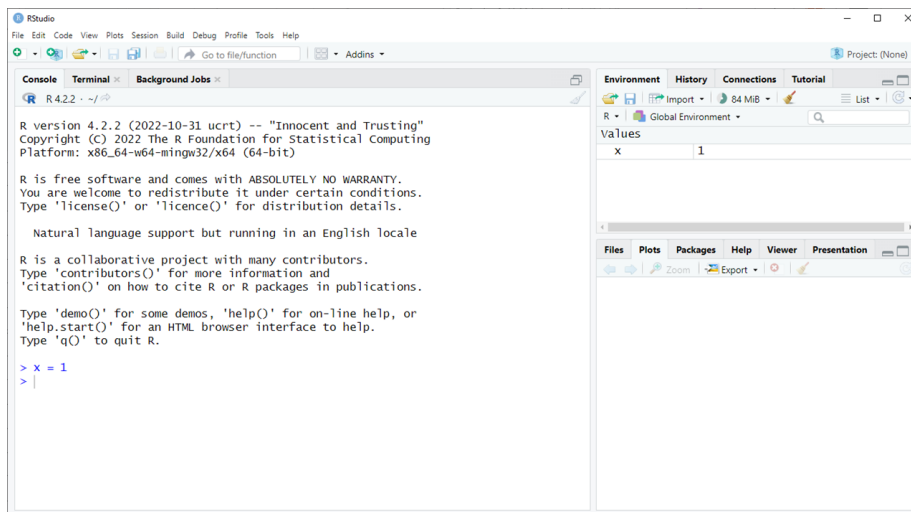 RStudio
File Edit Code View Plots Session Build Debug Profile Tools Help
Go to file/function Addins Project: (None)
Console Terminal Background Jobs
R 4.2.2 · ~/
R version 4.2.2 (2022-10-31 ucrt) -- "Innocent and Trusting"
Copyright (C) 2022 The R Foundation for Statistical Computing
Platform: x86_64-w64-mingw32/x64 (64-bit)
R is free software and comes with ABSOLUTELY NO WARRANTY.
You are welcome to redistribute it under certain conditions.
Type 'license()' or 'licence()' for distribution details.
Natural language support but running in an English locale
R is a collaborative project with many contributors.
Type 'contributors()' for more information and
'citation()' on how to cite R or R packages in publications.
Type 'demo()' for some demos, 'help()' for on-line help, or
'help.start()' for an HTML browser interface to help.
Type 'q()' to quit R.
> x = 1
>
Environment History Connections Tutorial
Import 84 MiB List
R Global Environment
Values
x 1
Files Plots Packages Help Viewer Presentation
Zoom Export